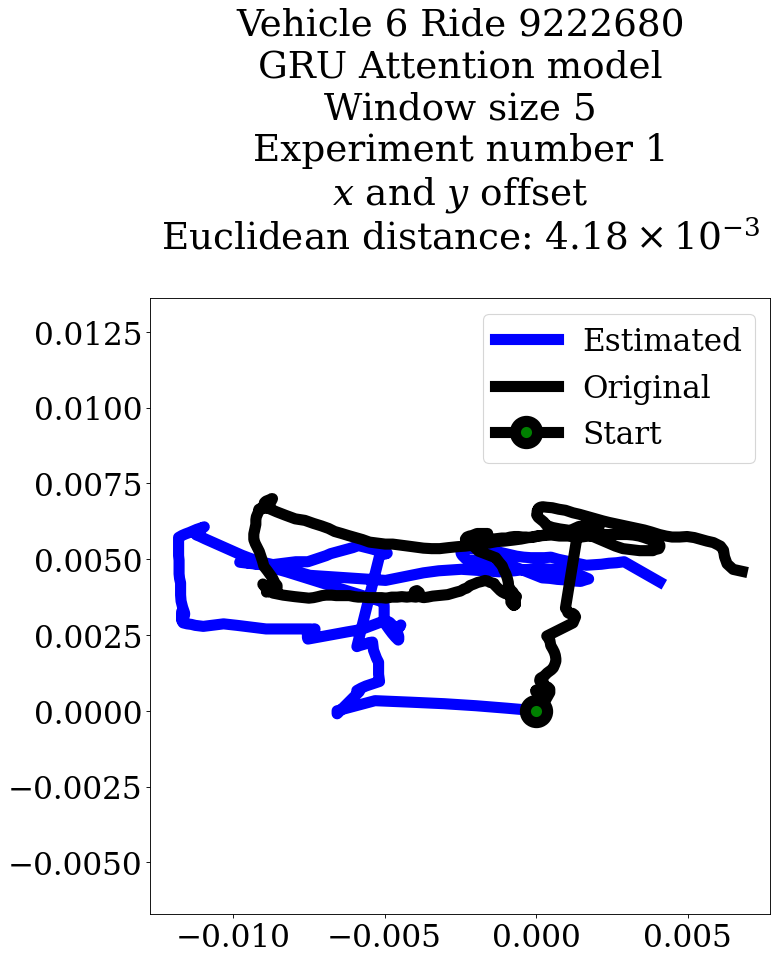 Vehicle 6 Ride 9222680
GRU Attention model
Window size 5
Experiment number 1
x and y offset
Euclidean distance: 4.18 × 10⁻³
Estimated
Original
Start
0.0125
0.0100
0.0075
0.0050
0.0025
0.0000
−0.0025
−0.0050
−0.010 −0.005 0.000 0.005